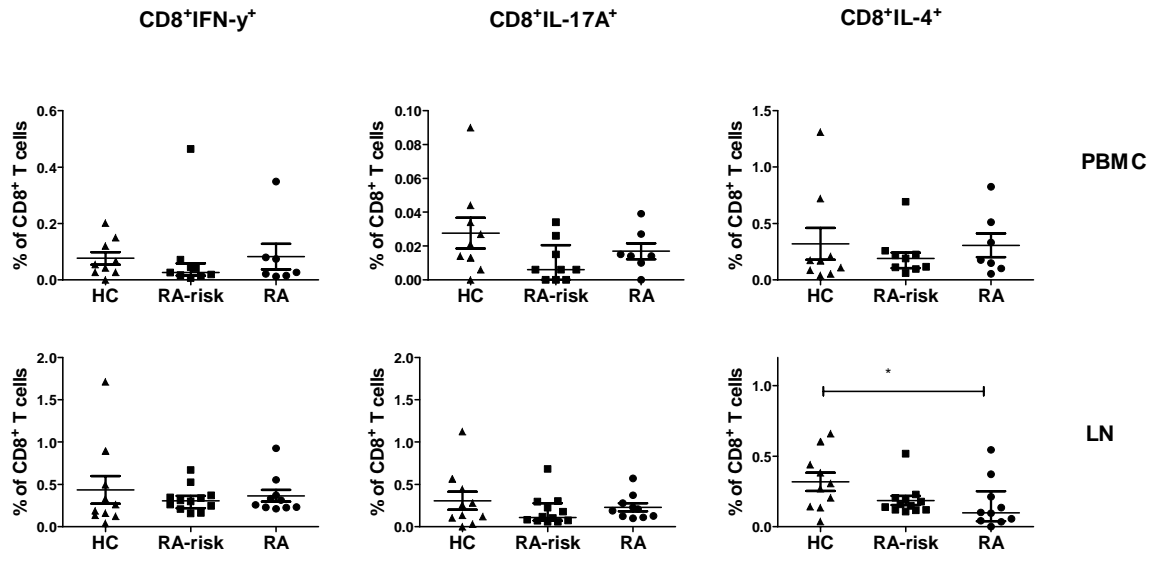 CD8⁺IFN-y⁺ CD8⁺IL-17A⁺ CD8⁺IL-4⁺
% of CD8⁺ T cells
0.6
0.4
0.2
0.0
HC RA-risk RA
% of CD8⁺ T cells
0.10
0.08
0.06
0.04
0.02
0.00
HC RA-risk RA
% of CD8⁺ T cells
1.5
1.0
0.5
0.0
HC RA-risk RA
PBMC
% of CD8⁺ T cells
2.0
1.5
1.0
0.5
0.0
HC RA-risk RA
% of CD8⁺ T cells
2.0
1.5
1.0
0.5
0.0
HC RA-risk RA
% of CD8⁺ T cells
1.0
0.5
0.0
*
HC RA-risk RA
LN